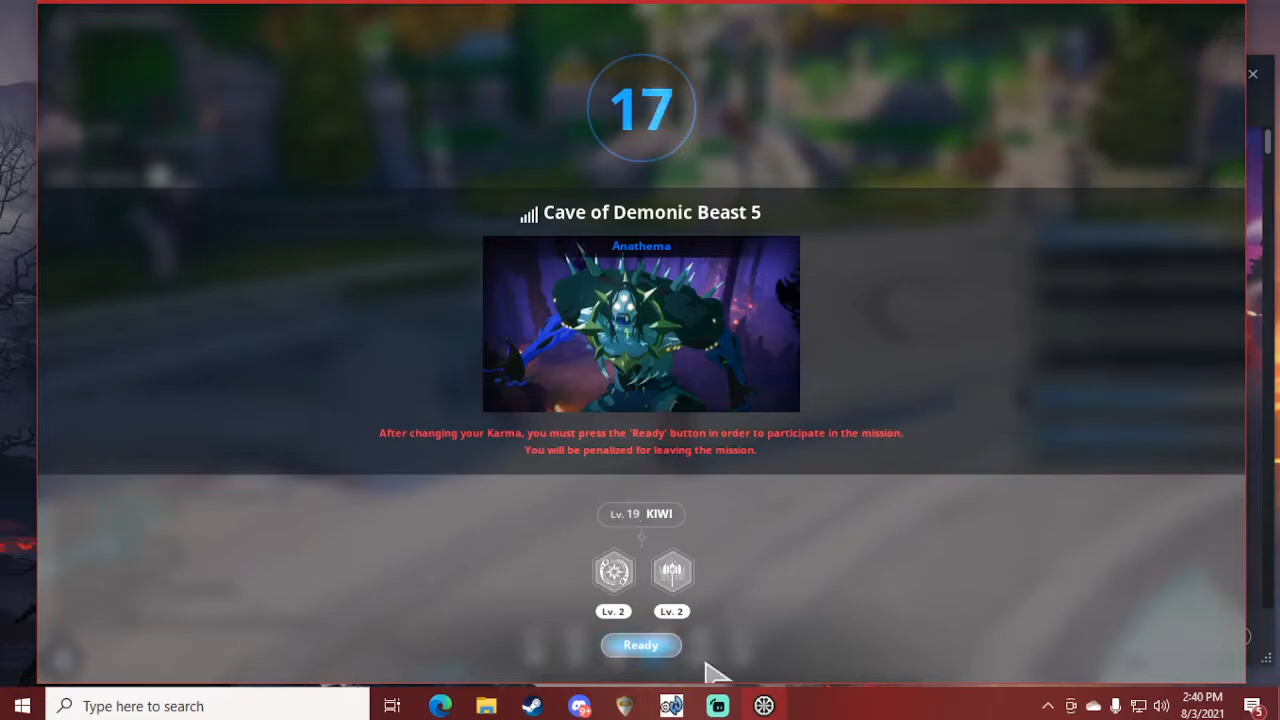 17
Cave of Demonic Beast 5
Anathema
After changing your Karma, you must press the 'Ready' button in order to participate in the mission.
You will be penalized for leaving the mission.
Lv. 19 KIWI
Lv. 2 Lv. 2
Ready
Type here to search
9+
2:40 PM
8/3/2021
5